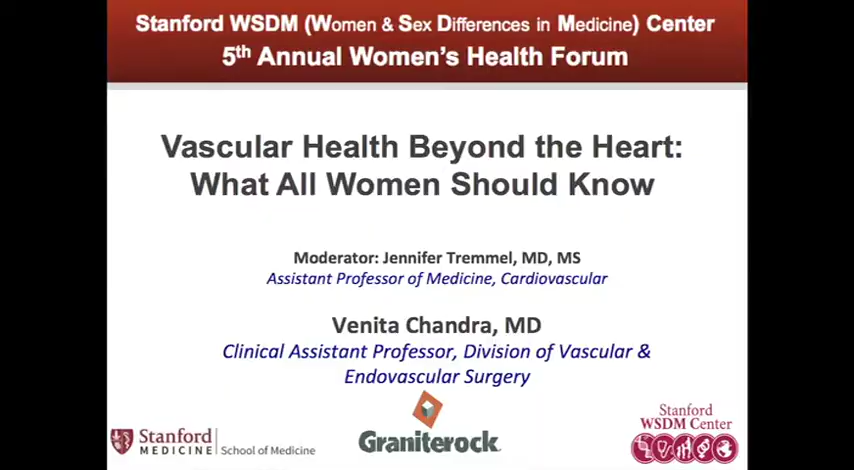 Stanford WSDM (Women & Sex Differences in Medicine) Center
5th Annual Women's Health Forum
Vascular Health Beyond the Heart:
What All Women Should Know
Moderator: Jennifer Tremmel, MD, MS
Assistant Professor of Medicine, Cardiovascular
Venita Chandra, MD
Clinical Assistant Professor, Division of Vascular &
Endovascular Surgery
Stanford
MEDICINE
School of Medicine
Graniterock
Stanford
WSDM Center